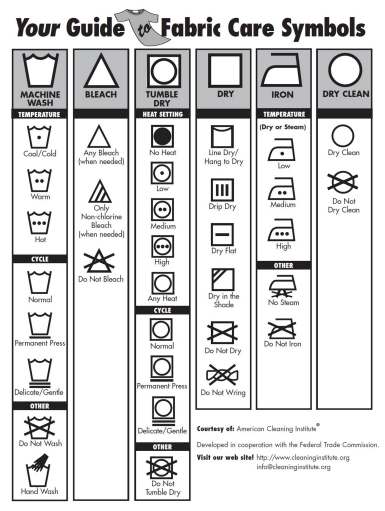 Your Guide to Fabric Care Symbols
MACHINE
WASH
TEMPERATURE
Cool/Cold
Warm
Hot
CYCLE
Normal
Permanent Press
Delicate/Gentle
OTHER
Do Not Wash
Hand Wash
BLEACH
Any Bleach
(when needed)
Only
Non-chlorine
Bleach
(when needed)
Do Not Bleach
TUMBLE
DRY
HEAT SETTING
No Heat
Low
Medium
High
Any Heat
CYCLE
Normal
Permanent Press
Delicate/Gentle
OTHER
Do Not
Tumble Dry
DRY
Line Dry/
Hang to Dry
Drip Dry
Dry Flat
Dry in the
Shade
Do Not Dry
Do Not Wring
IRON
TEMPERATURE
(Dry or Steam)
Low
Medium
High
OTHER
No Steam
Do Not Iron
DRY CLEAN
Dry Clean
Do Not
Dry Clean
Courtesy of: American Cleaning Institute®
Developed in cooperation with the Federal Trade Commission.
Visit our web site! http://www.cleaninginstitute.org
info@cleaninginstitute.org